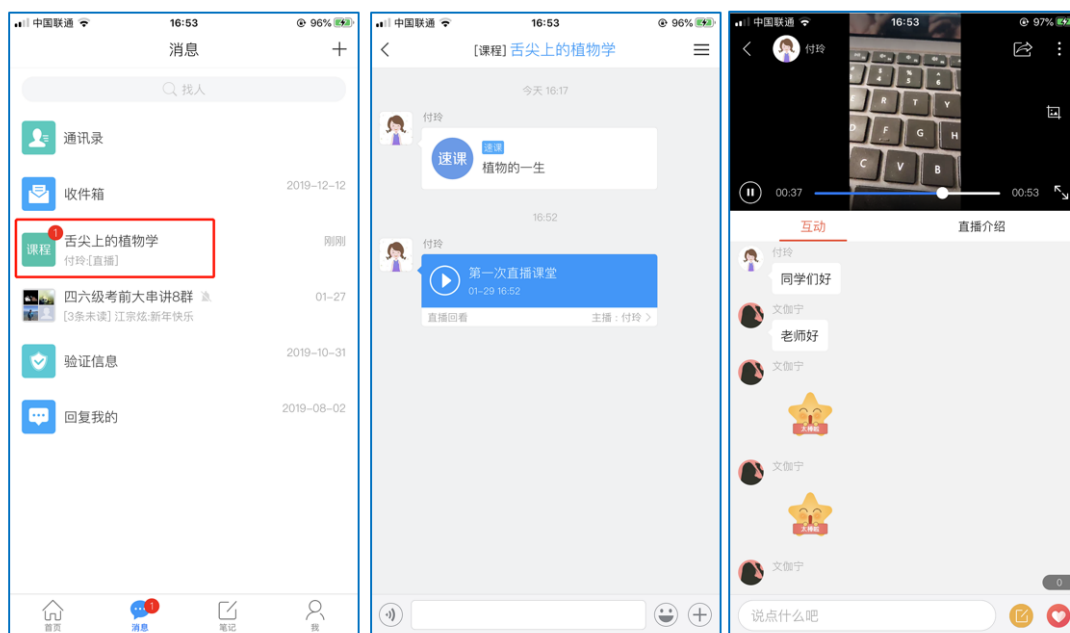 中国联通
16:53
96%
消息
找人
通讯录
收件箱
2019-12-12
课程
1
舌尖上的植物学
刚刚
付玲:[直播]
四六级考前大串讲8群
01-27
[3条未读] 江宗炫:新年快乐
验证信息
2019-10-31
回复我的
2019-08-02
1
首页
消息
笔记
我
中国联通
16:53
96%
[课程] 舌尖上的植物学
今天 16:17
付玲
速课
速课
植物的一生
16:52
付玲
第一次直播课堂
01-29 16:52
直播回看
主播:付玲
中国联通
16:53
97%
付玲
R
T
Y
F
G
H
C
V
B
00:37
00:53
互动
直播介绍
付玲
同学们好
文伽宁
老师好
文伽宁
太棒啦
文伽宁
太棒啦
文伽宁
0
说点什么吧